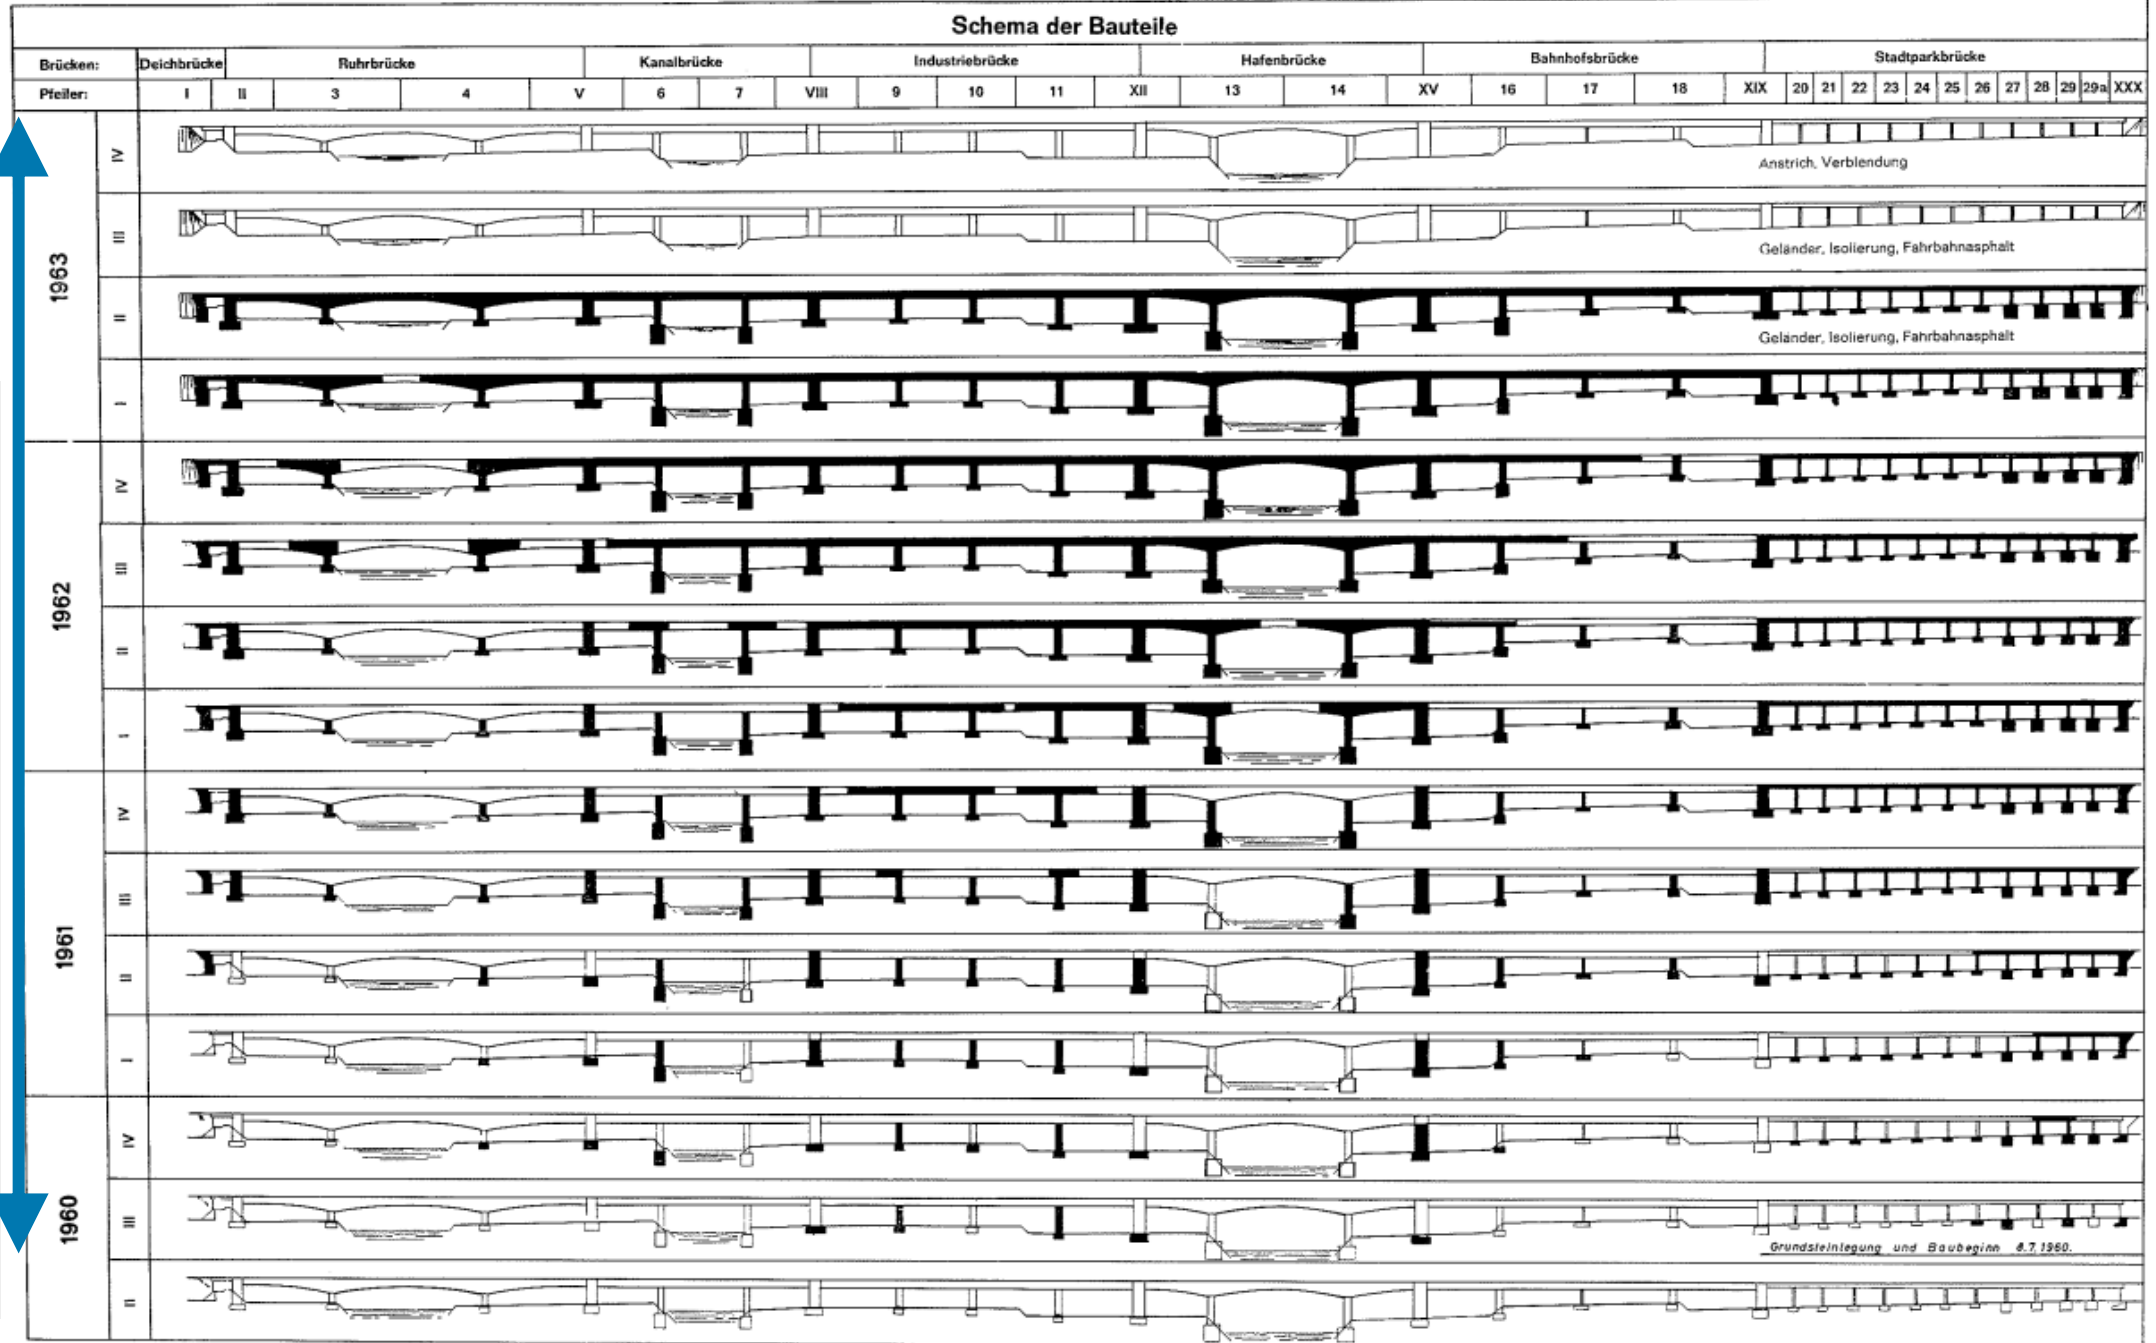 Schema der Bauteile
Brücken: Deichbrücke Ruhrbrücke Kanalbrücke Industriebrücke Hafenbrücke Bahnhofsbrücke Stadtparkbrücke
Pfeiler: I II 3 4 V 6 7 VIII 9 10 11 XII 13 14 XV 16 17 18 XIX 20 21 22 23 24 25 26 27 28 29 29a XXX
1963
IV
Anstrich, Verblendung
III
Geländer, Isolierung, Fahrbahnasphalt
II
Geländer, Isolierung, Fahrbahnasphalt
I
1962
IV
III
II
I
1961
IV
III
II
I
1960
IV
III
Grundsteinlegung und Baubeginn 8.7.1960.
II